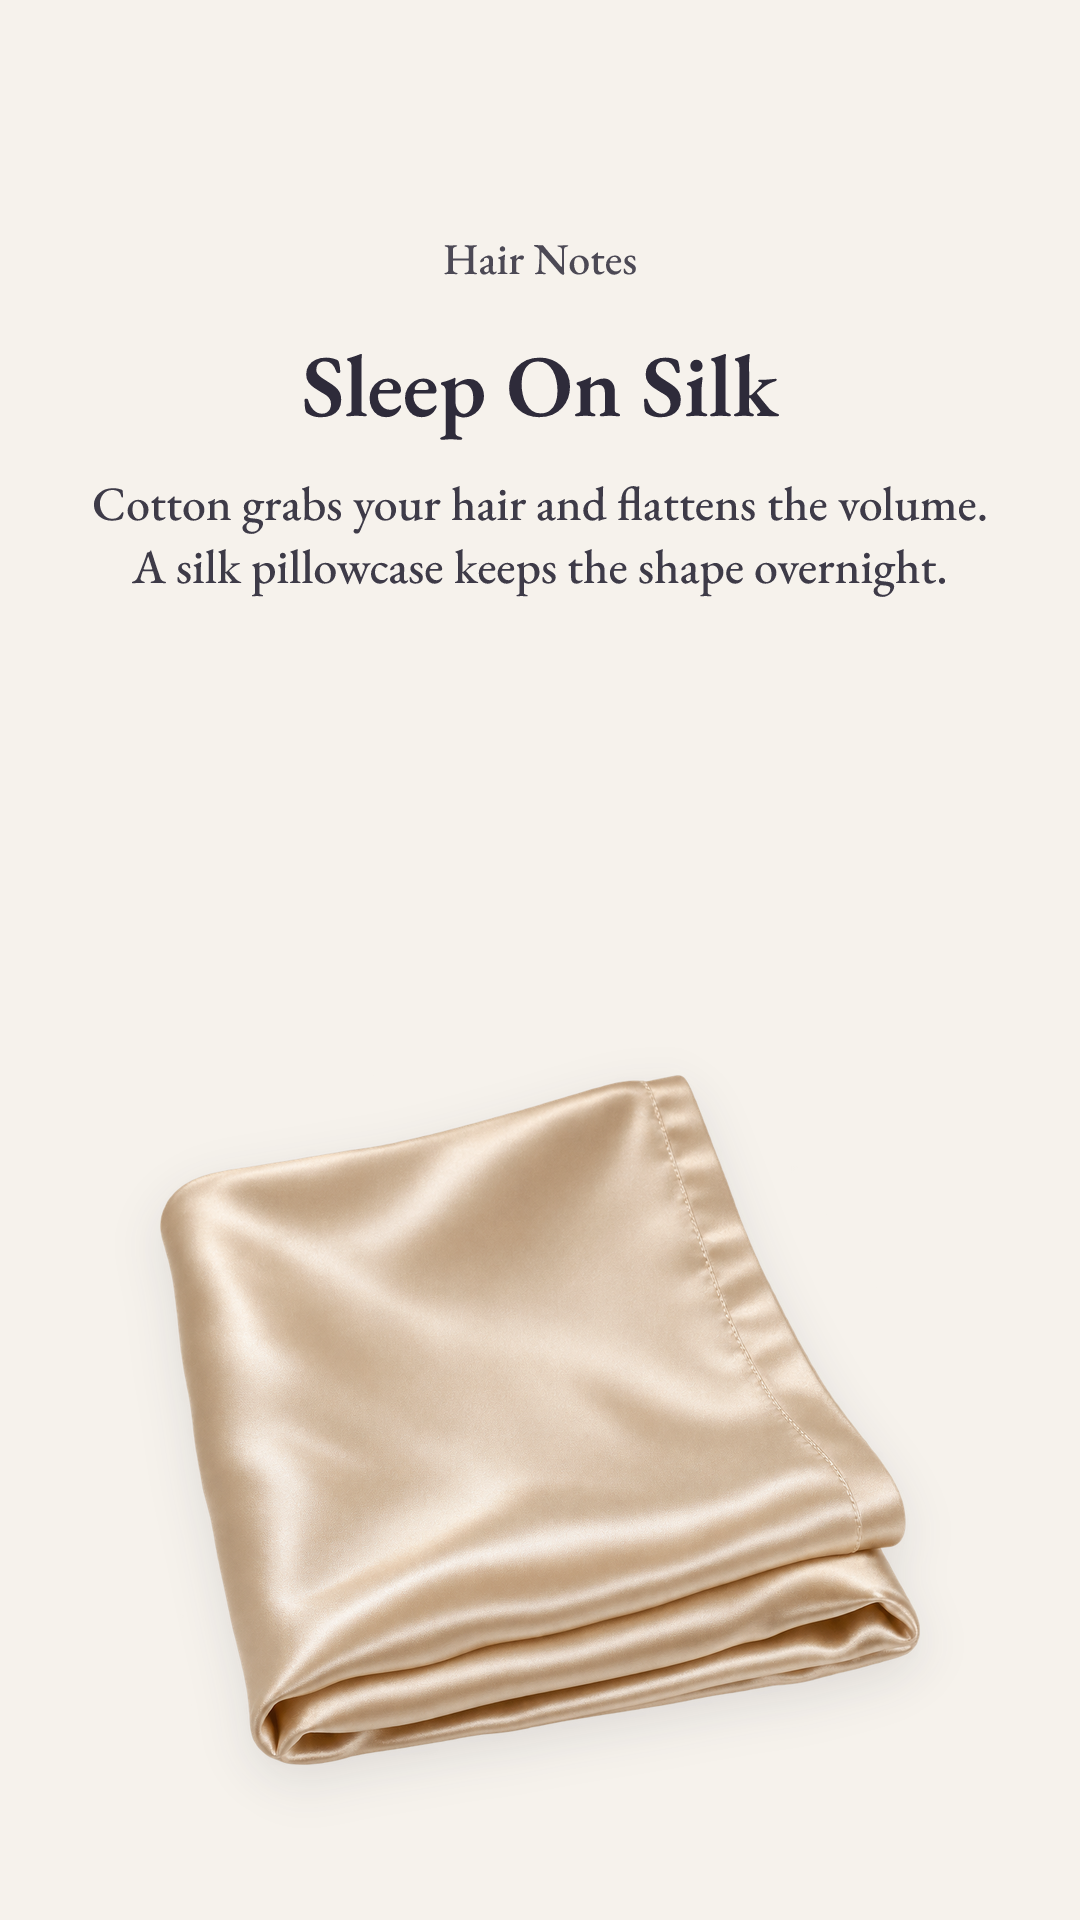 Hair Notes
Sleep On Silk
Cotton grabs your hair and flattens the volume.
A silk pillowcase keeps the shape overnight.